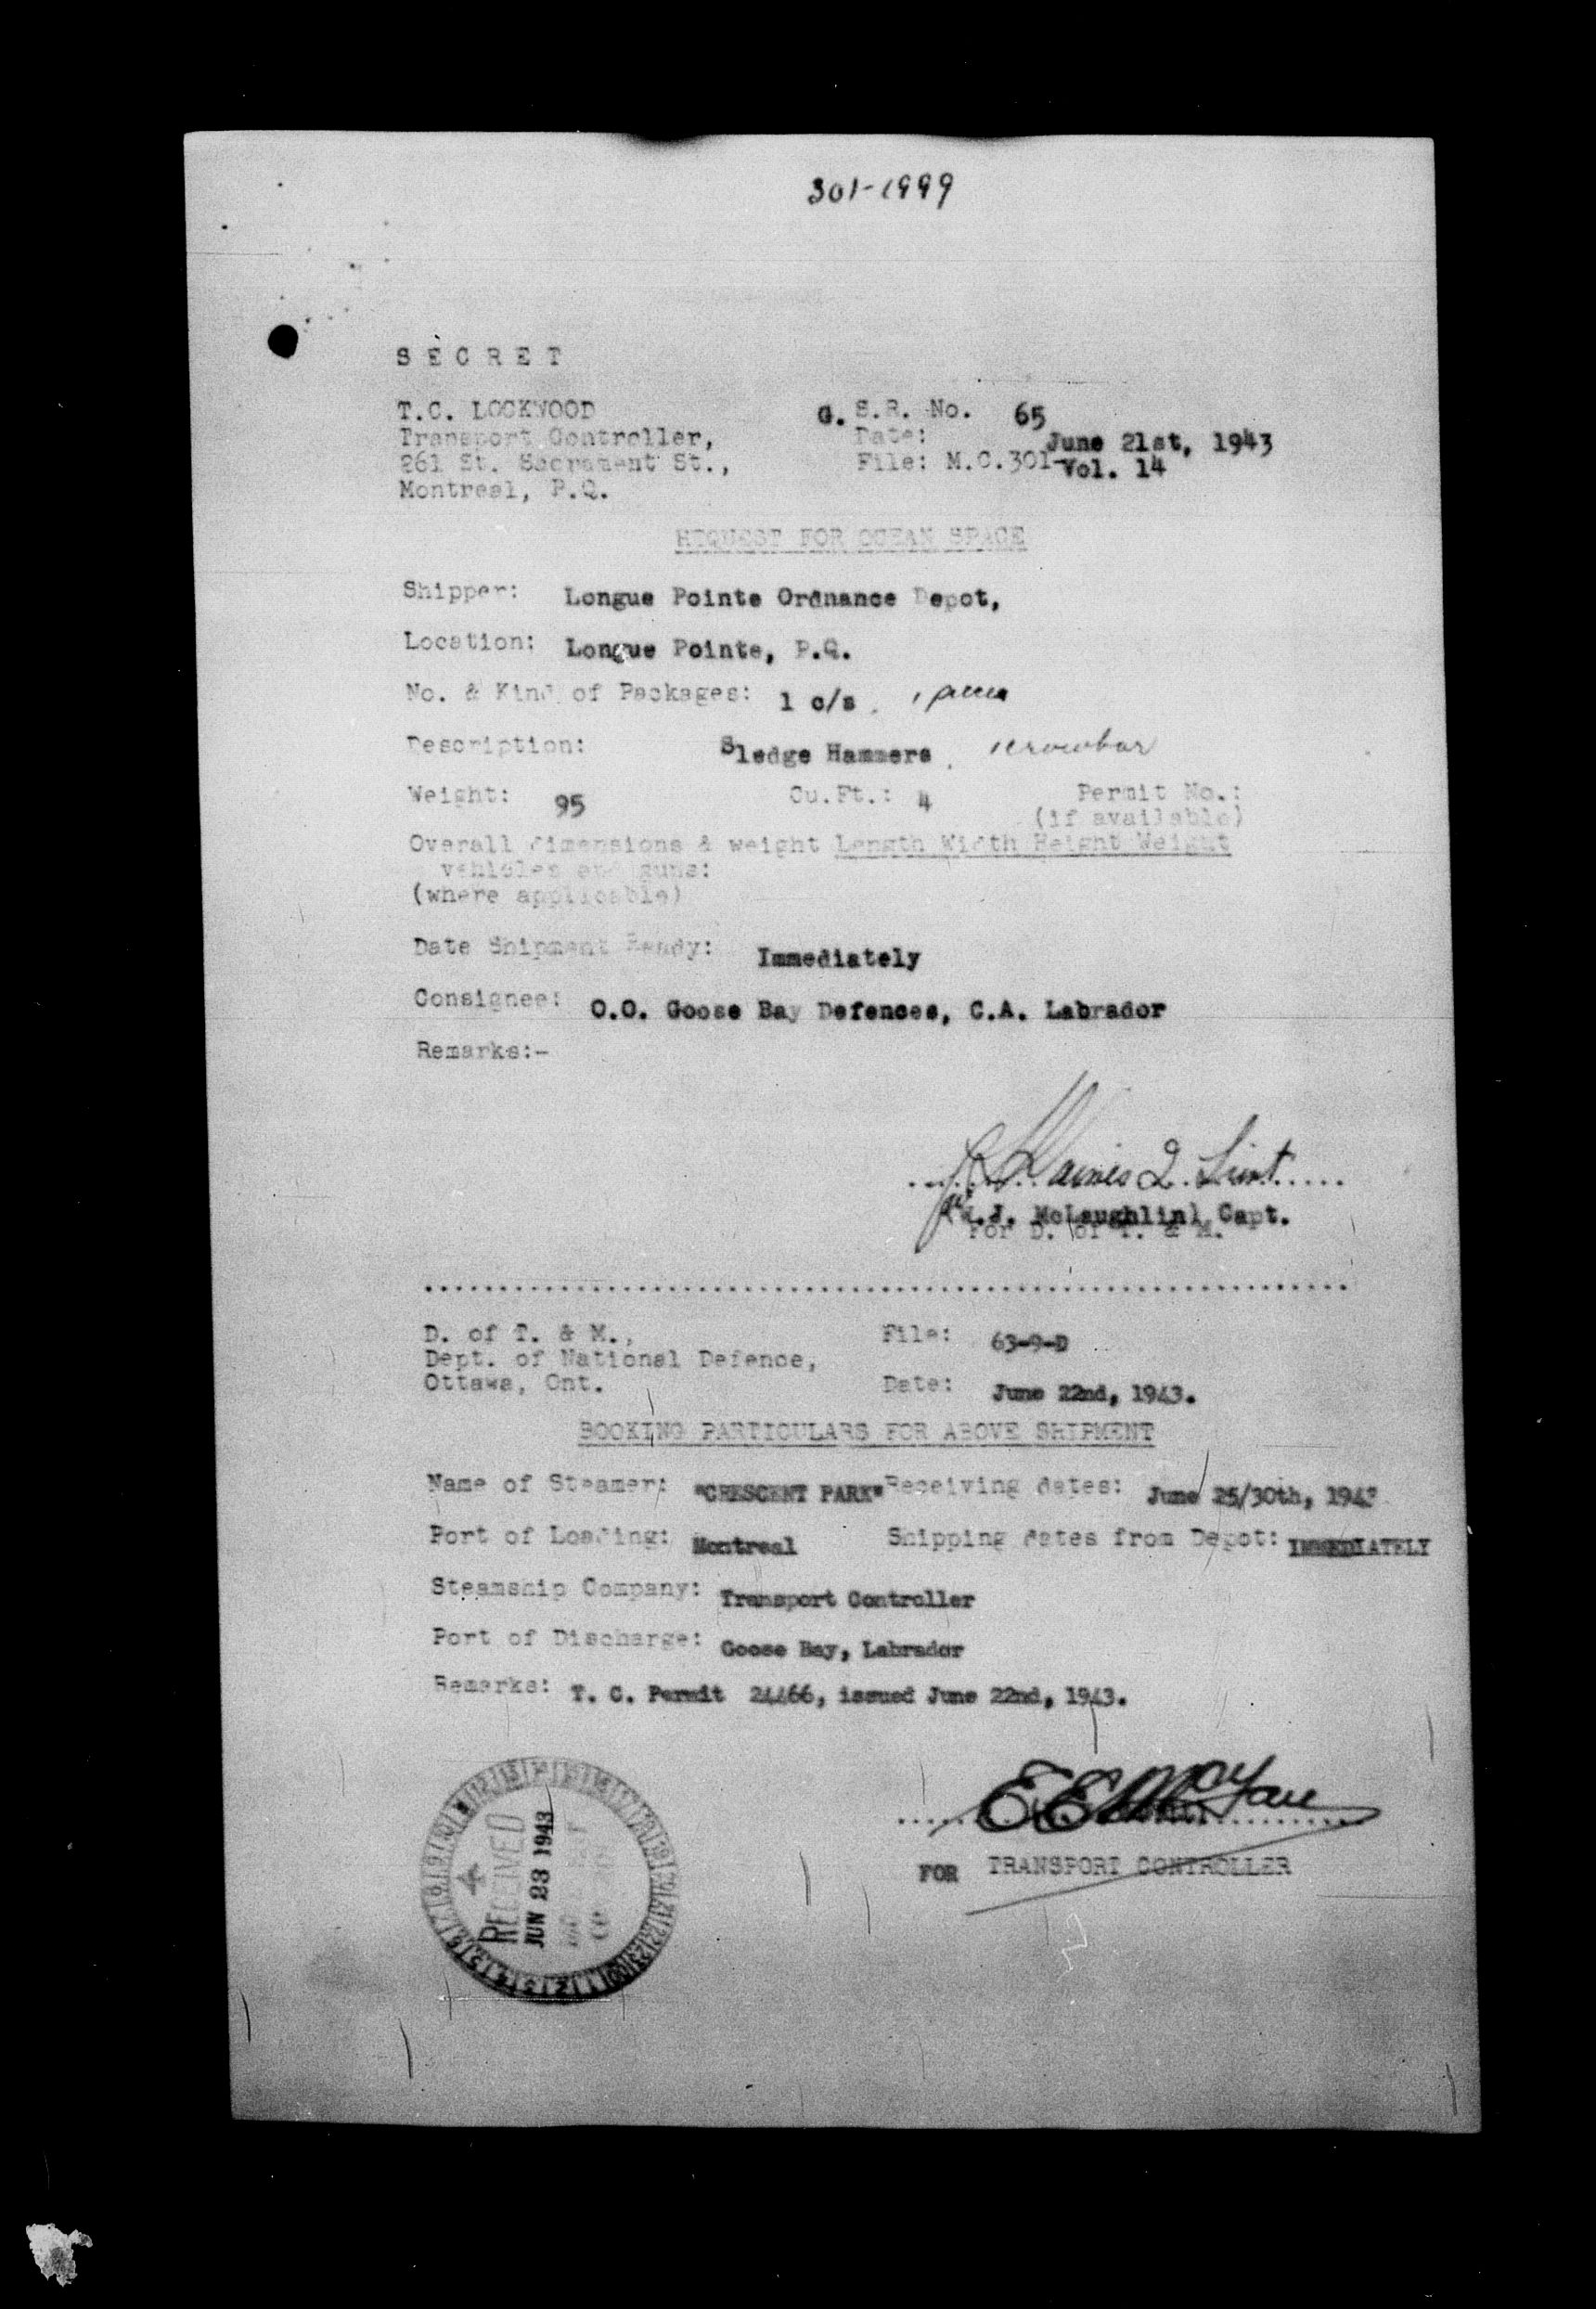 301-1999
SECRET
T.C. LOCKWOOD G. S.R. No. 65
Transport Controller, Date: June 21st, 1943
261 St. Sacrament St., File: M.C.301-Vol. 14
Montreal, P.Q.
REQUEST FOR OCEAN SPACE
Shipper: Longue Pointe Ordnance Depot,
Location: Longue Pointe, P.Q.
No. & Kind of Packages: 1 c/s.
Description: Sledge Hammers. 1 crowbar
Weight: 95 Cu.Ft.: 4 Permit No.:
(if available)
Overall dimensions & weight Length Width Height Weight
vehicles and guns:
(where applicable)
Date Shipment Ready: Immediately
Consignee: O.C. Goose Bay Defences, C.A. Labrador
Remarks:-
2. Lieut
J. McLaughlin) Capt.
For D. of T. & M.
D. of T. & M., File: 63-9-D
Dept. of National Defence,
Ottawa, Ont. Date: June 22nd, 1943.
BOOKING PARTICULARS FOR ABOVE SHIPMENT
Name of Steamer: "CRESCENT PARK" Receiving dates: June 25/30th, 1943
Port of Loading: Montreal Shipping dates from Depot: IMMEDIATELY
Steamship Company: Transport Controller
Port of Discharge: Goose Bay, Labrador
Remarks: T. C. Permit 24466, issued June 22nd, 1943.
RECEIVED
JUN 23 1943
FOR TRANSPORT CONTROLLER